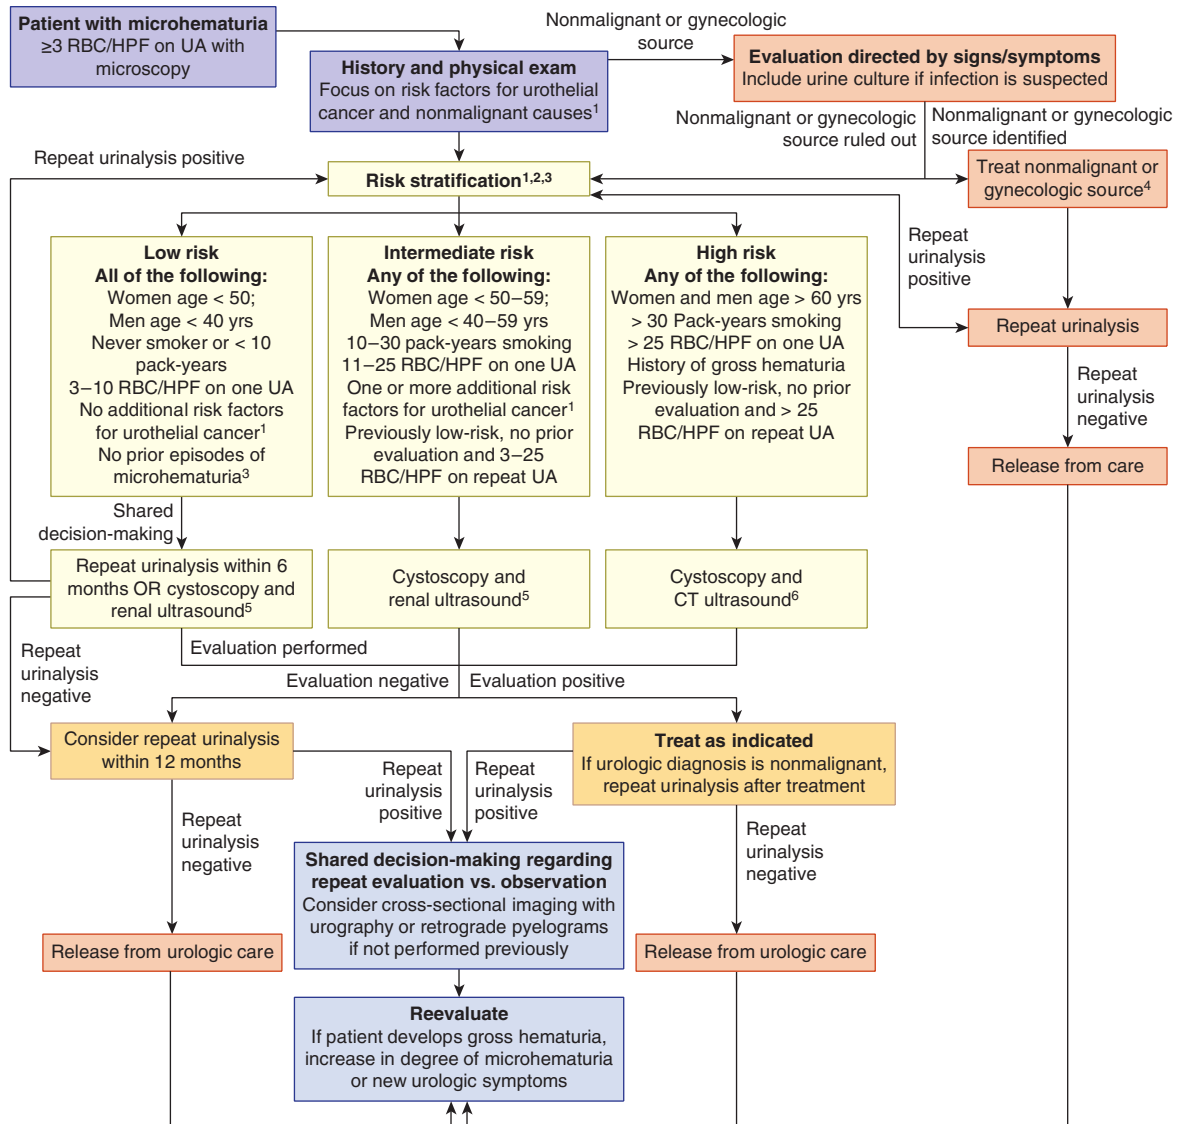 Patient with microhematuria
≥3 RBC/HPF on UA with
microscopy
Nonmalignant or gynecologic
source
History and physical exam
Focus on risk factors for urothelial
cancer and nonmalignant causes1
Evaluation directed by signs/symptoms
Include urine culture if infection is suspected
Nonmalignant or gynecologic
source ruled out
Nonmalignant or gynecologic
source identified
Repeat urinalysis positive
Risk stratification1,2,3
Treat nonmalignant or
gynecologic source4
Repeat
urinalysis
positive
Low risk
All of the following:
Women age < 50;
Men age < 40 yrs
Never smoker or < 10
pack-years
3–10 RBC/HPF on one UA
No additional risk factors
for urothelial cancer1
No prior episodes of
microhematuria3
Intermediate risk
Any of the following:
Women age < 50–59;
Men age < 40–59 yrs
10–30 pack-years smoking
11–25 RBC/HPF on one UA
One or more additional risk
factors for urothelial cancer1
Previously low-risk, no prior
evaluation and 3–25
RBC/HPF on repeat UA
High risk
Any of the following:
Women and men age > 60 yrs
> 30 Pack-years smoking
> 25 RBC/HPF on one UA
History of gross hematuria
Previously low-risk, no prior
evaluation and > 25
RBC/HPF on repeat UA
Repeat urinalysis
Repeat
urinalysis
negative
Release from care
Shared
decision-making
Repeat urinalysis within 6
months OR cystoscopy and
renal ultrasound5
Cystoscopy and
renal ultrasound5
Cystoscopy and
CT ultrasound6
Repeat
urinalysis
negative
Evaluation performed
Evaluation negative
Evaluation positive
Consider repeat urinalysis
within 12 months
Treat as indicated
If urologic diagnosis is nonmalignant,
repeat urinalysis after treatment
Repeat
urinalysis
positive
Repeat
urinalysis
positive
Repeat
urinalysis
negative
Repeat
urinalysis
negative
Shared decision-making regarding
repeat evaluation vs. observation
Consider cross-sectional imaging with
urography or retrograde pyelograms
if not performed previously
Release from urologic care
Release from urologic care
Reevaluate
If patient develops gross hematuria,
increase in degree of microhematuria
or new urologic symptoms